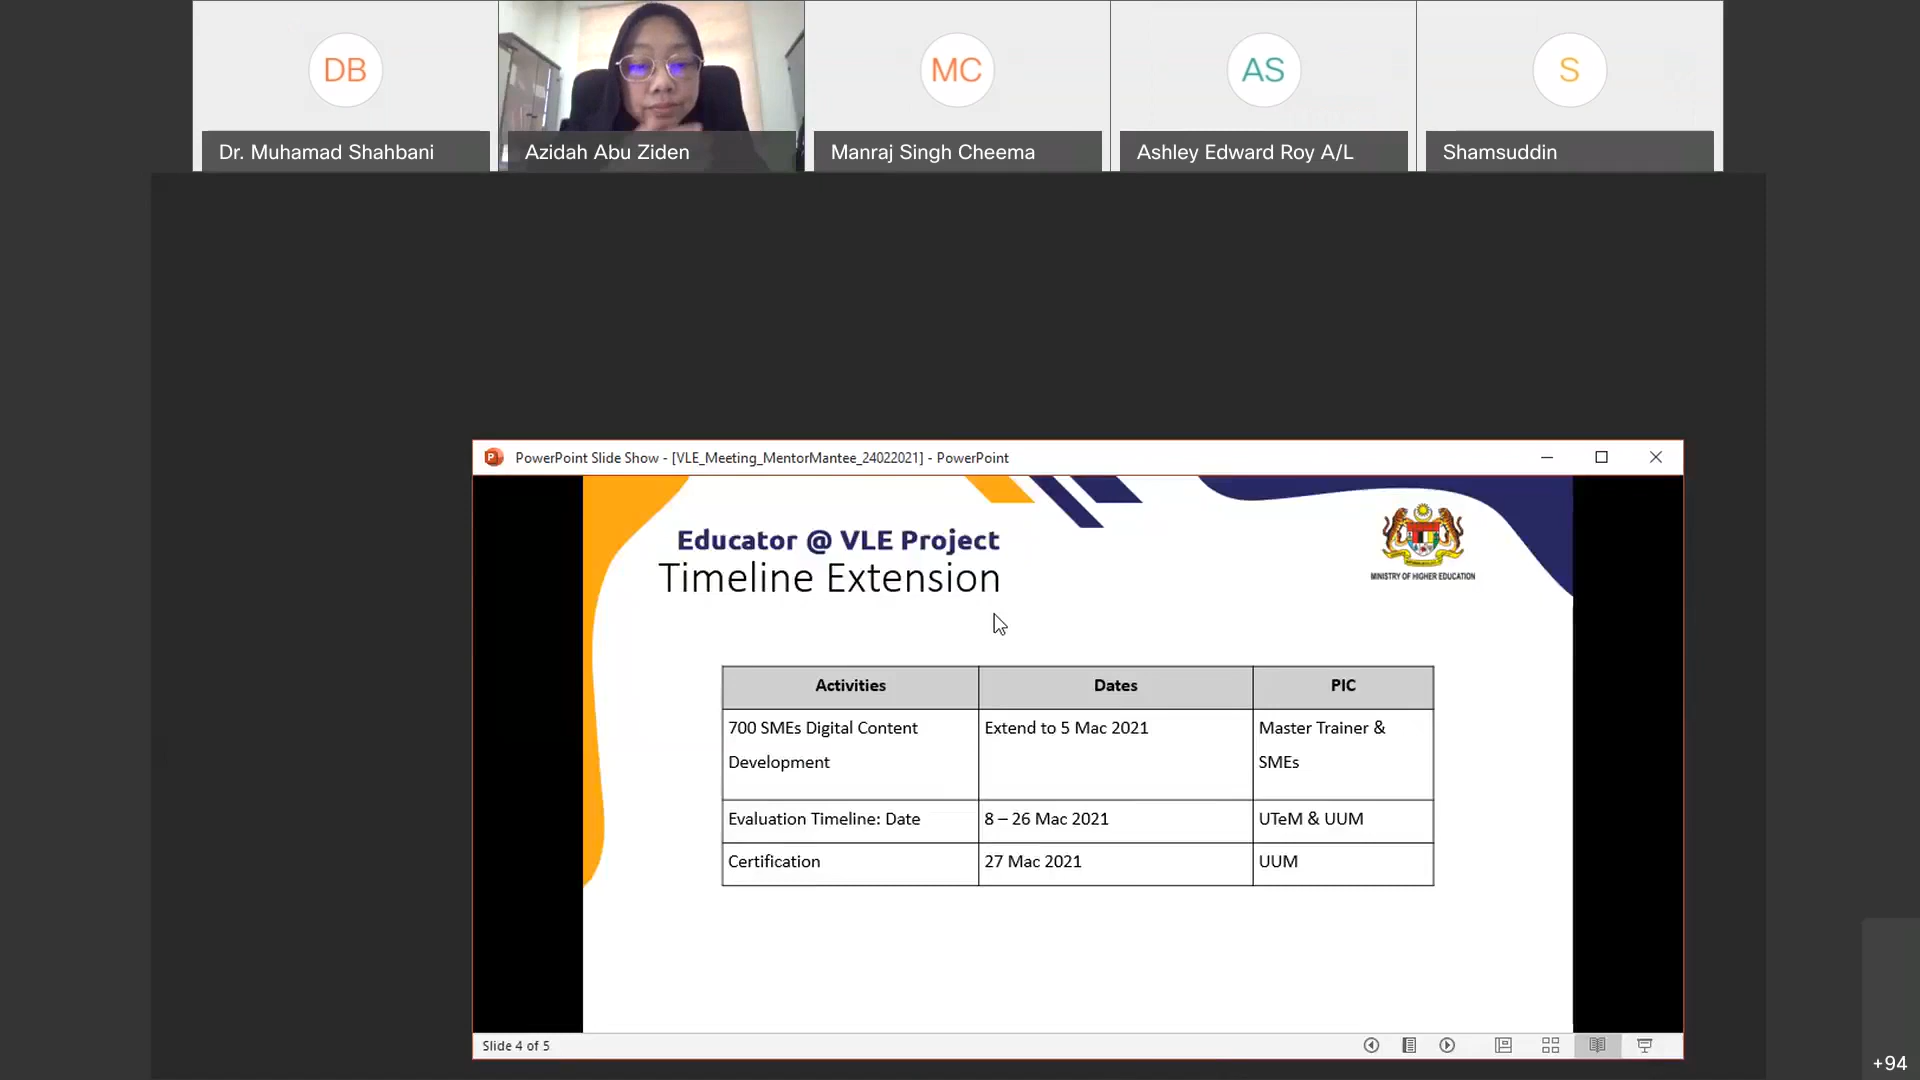 DB
MC
AS
S
Dr. Muhamad Shahbani
Azidah Abu Ziden
Manraj Singh Cheema
Ashley Edward Roy A/L
Shamsuddin
PowerPoint Slide Show - [VLE_Meeting_MentorMantee_24022021] - PowerPoint
Educator @ VLE Project
Timeline Extension
MINISTRY OF HIGHER EDUCATION
Activities
Dates
PIC
700 SMEs Digital Content
Development
Extend to 5 Mac 2021
Master Trainer &
SMEs
Evaluation Timeline: Date
8 – 26 Mac 2021
UTeM & UUM
Certification
27 Mac 2021
UUM
Slide 4 of 5
+94